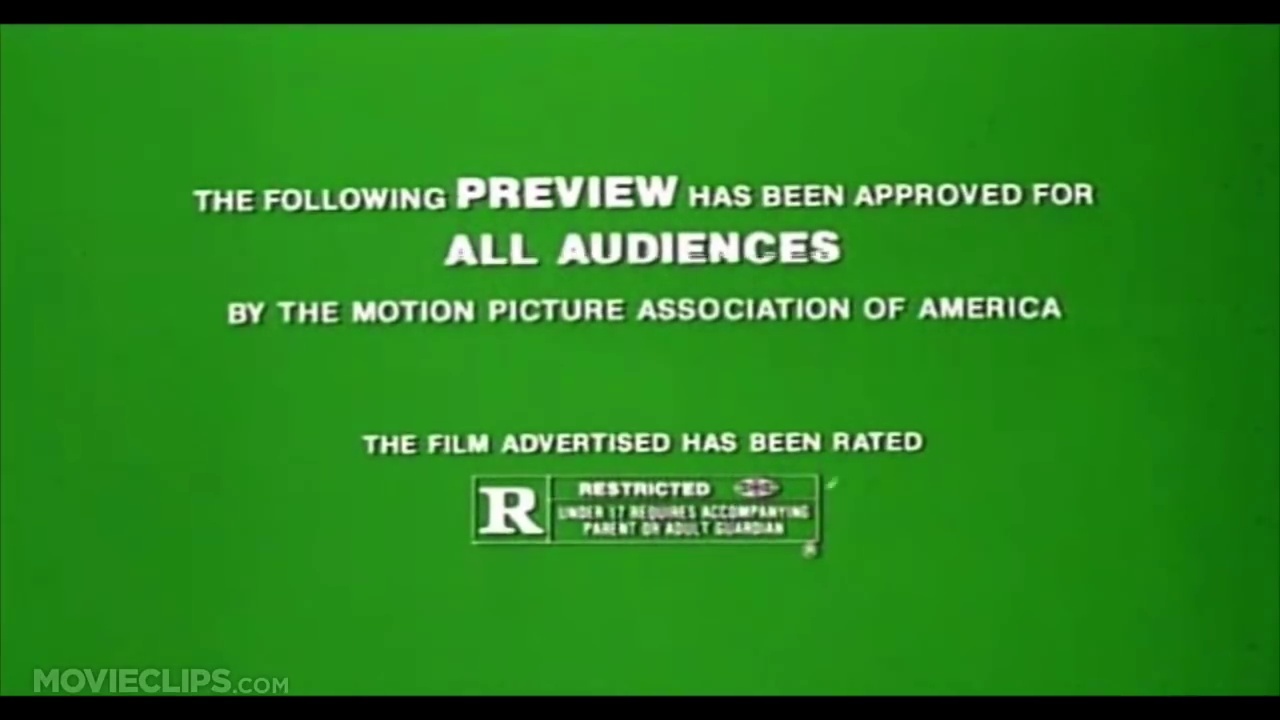 THE FOLLOWING PREVIEW HAS BEEN APPROVED FOR
ALL AUDIENCES
BY THE MOTION PICTURE ASSOCIATION OF AMERICA
THE FILM ADVERTISED HAS BEEN RATED
R RESTRICTED
UNDER 17 REQUIRES ACCOMPANYING
PARENT OR ADULT GUARDIAN
MOVIECLIPS.COM